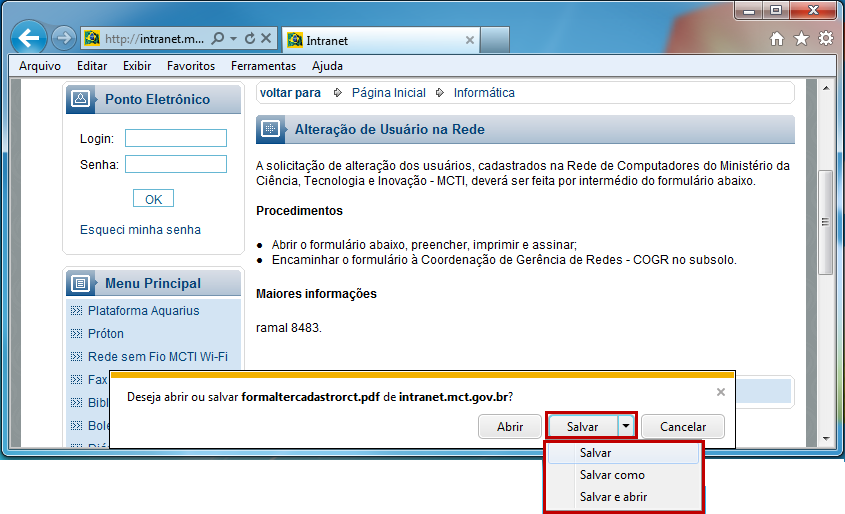 http://intranet.m...
Intranet
Arquivo Editar Exibir Favoritos Ferramentas Ajuda
Ponto Eletrônico
Login:
Senha:
OK
Esqueci minha senha
Menu Principal
Plataforma Aquarius
Próton
Rede sem Fio MCTI Wi-Fi
Fax
Bibl
Bole
voltar para Página Inicial Informática
Alteração de Usuário na Rede
A solicitação de alteração dos usuários, cadastrados na Rede de Computadores do Ministério da
Ciência, Tecnologia e Inovação - MCTI, deverá ser feita por intermédio do formulário abaixo.
Procedimentos
● Abrir o formulário abaixo, preencher, imprimir e assinar;
● Encaminhar o formulário à Coordenação de Gerência de Redes - COGR no subsolo.
Maiores informações
ramal 8483.
Deseja abrir ou salvar formaltercadastrorct.pdf de intranet.mct.gov.br?
Abrir Salvar Cancelar
Salvar
Salvar como
Salvar e abrir